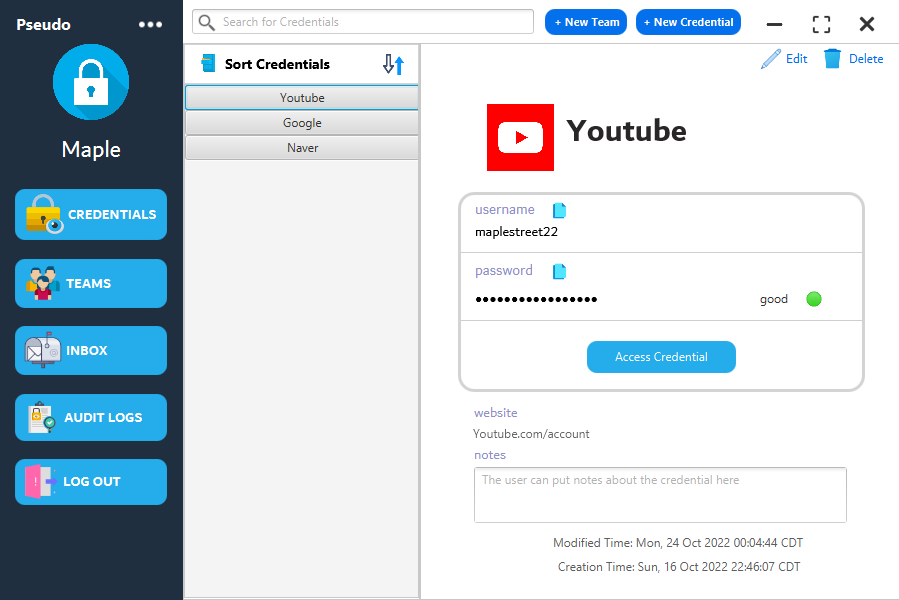 Pseudo
•••
Maple
CREDENTIALS
TEAMS
INBOX
AUDIT LOGS
LOG OUT
Search for Credentials
+ New Team
+ New Credential
Sort Credentials
Youtube
Google
Naver
Edit
Delete
Youtube
username
maplestreet22
password
•••••••••••••••••
good
Access Credential
website
Youtube.com/account
notes
The user can put notes about the credential here
Modified Time: Mon, 24 Oct 2022 00:04:44 CDT
Creation Time: Sun, 16 Oct 2022 22:46:07 CDT